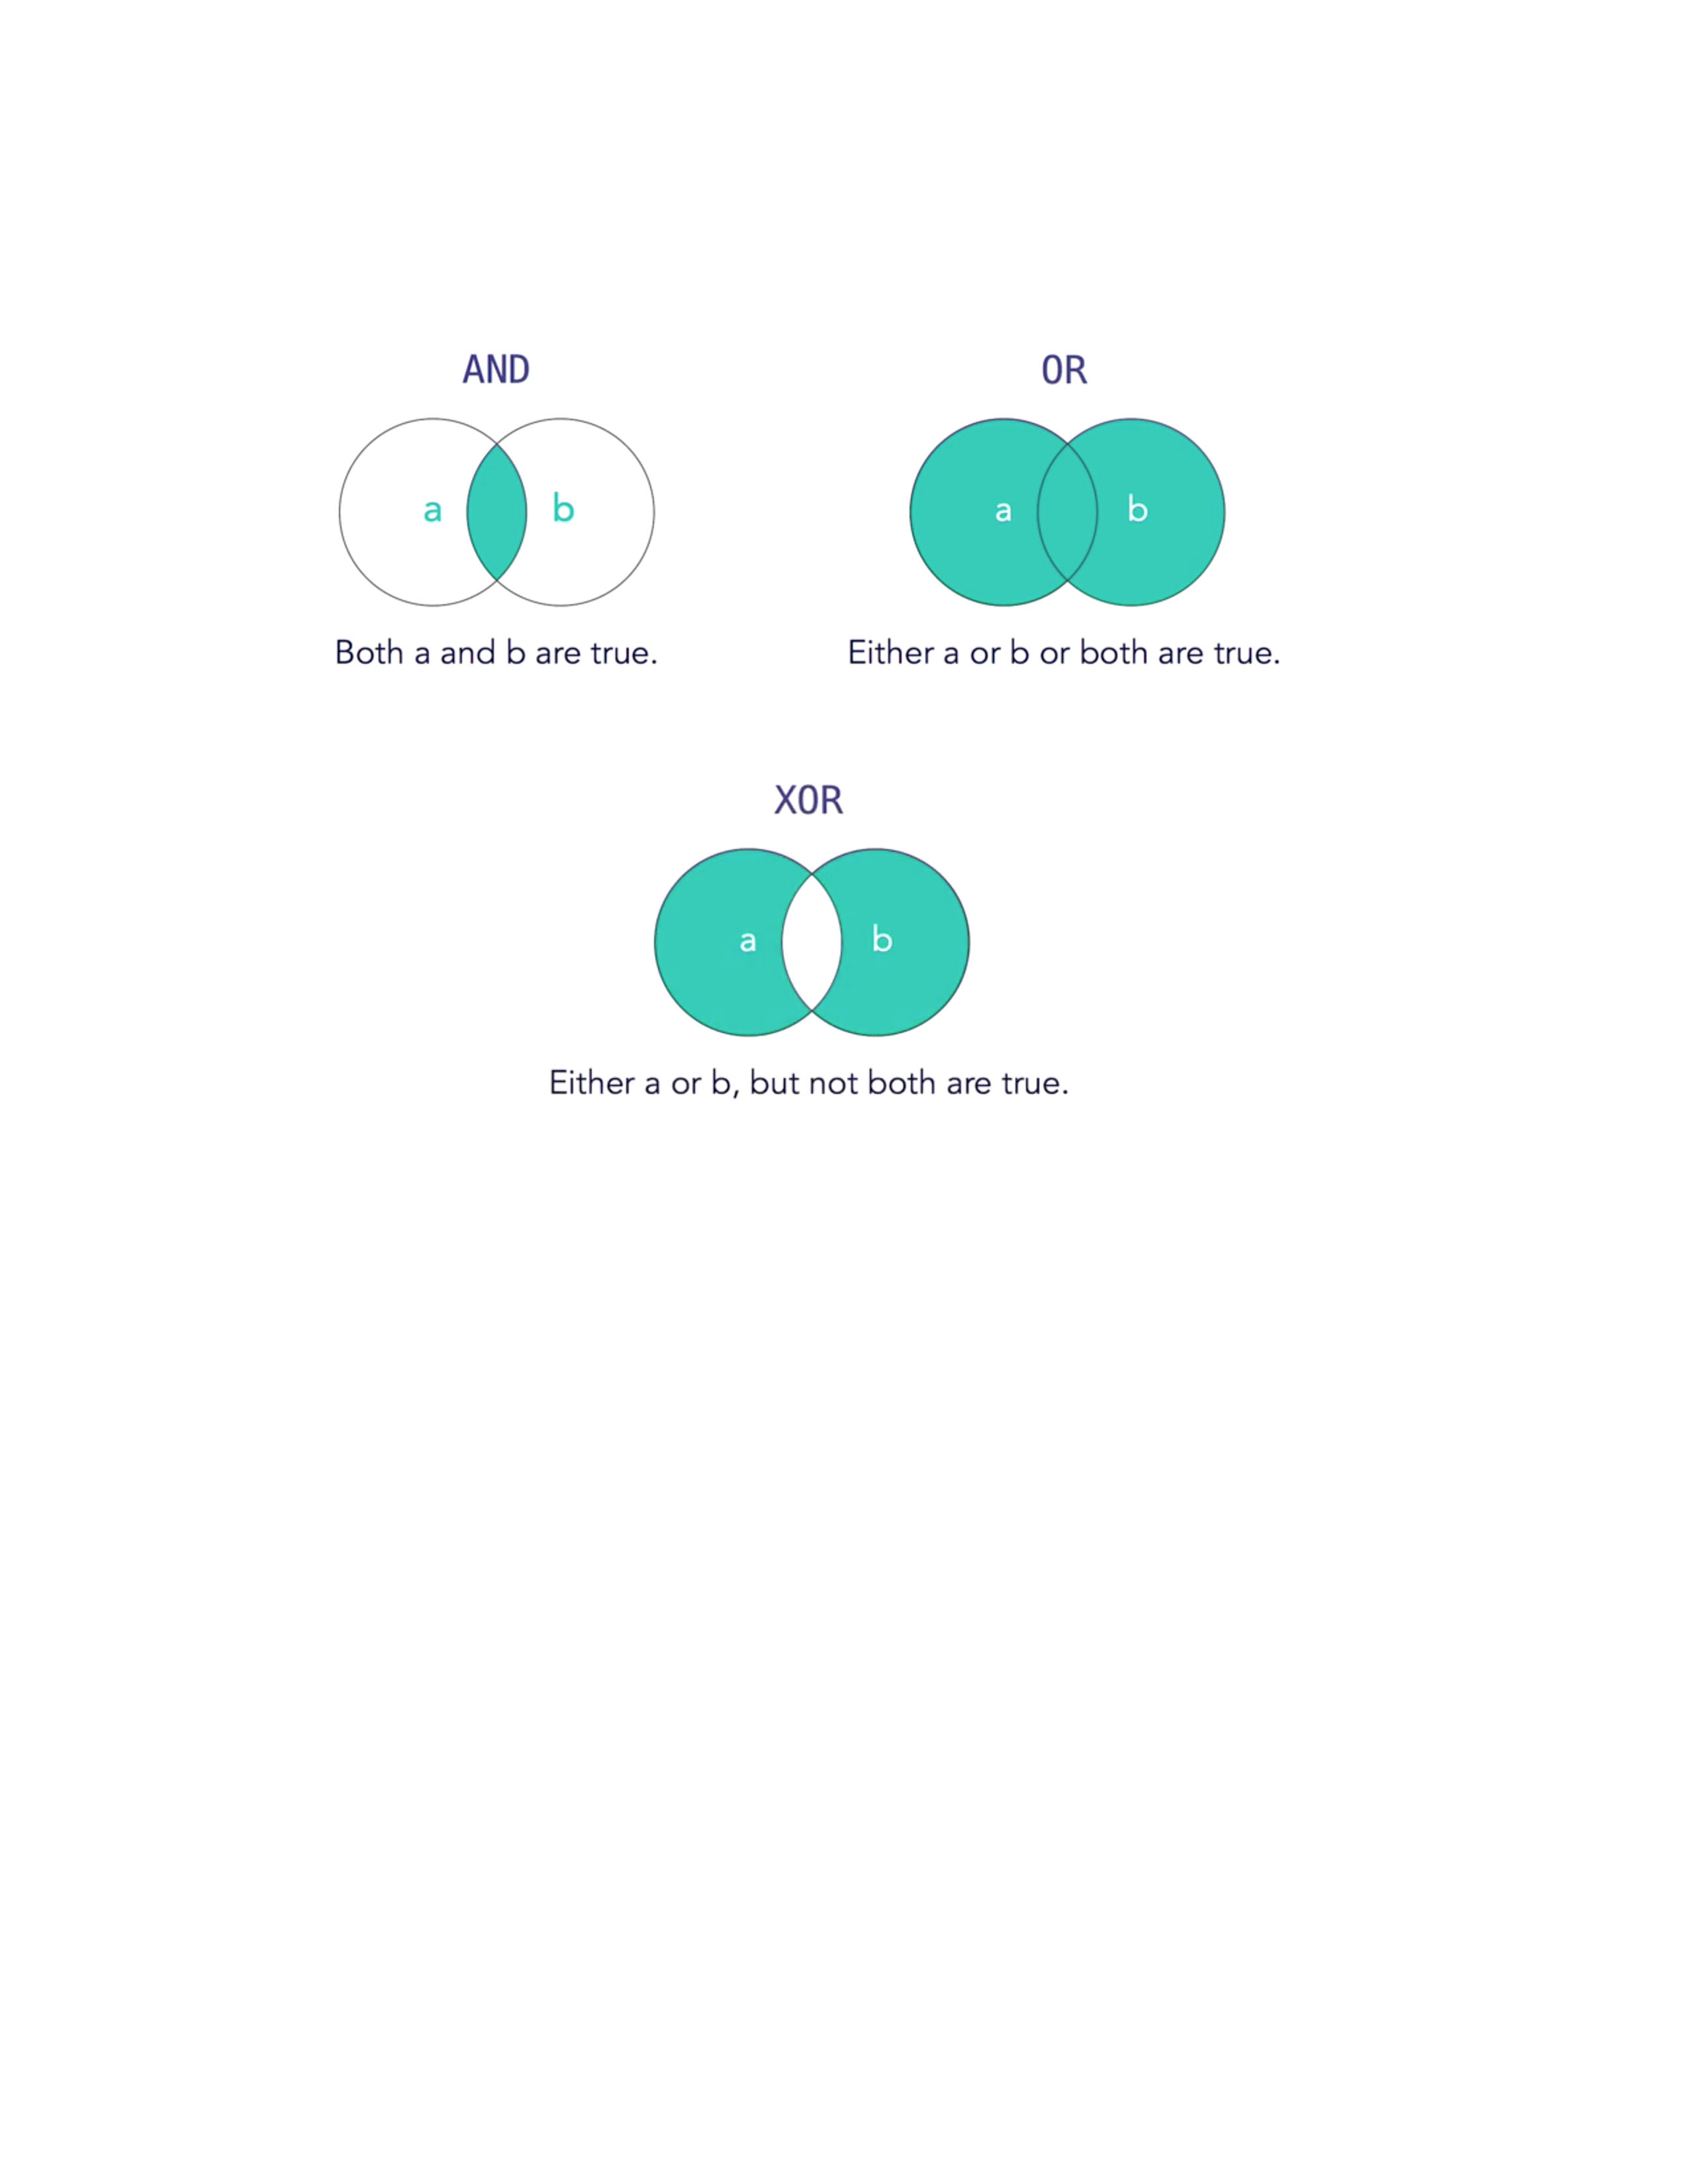 AND
a b
Both a and b are true.
OR
a b
Either a or b or both are true.
XOR
a b
Either a or b, but not both are true.